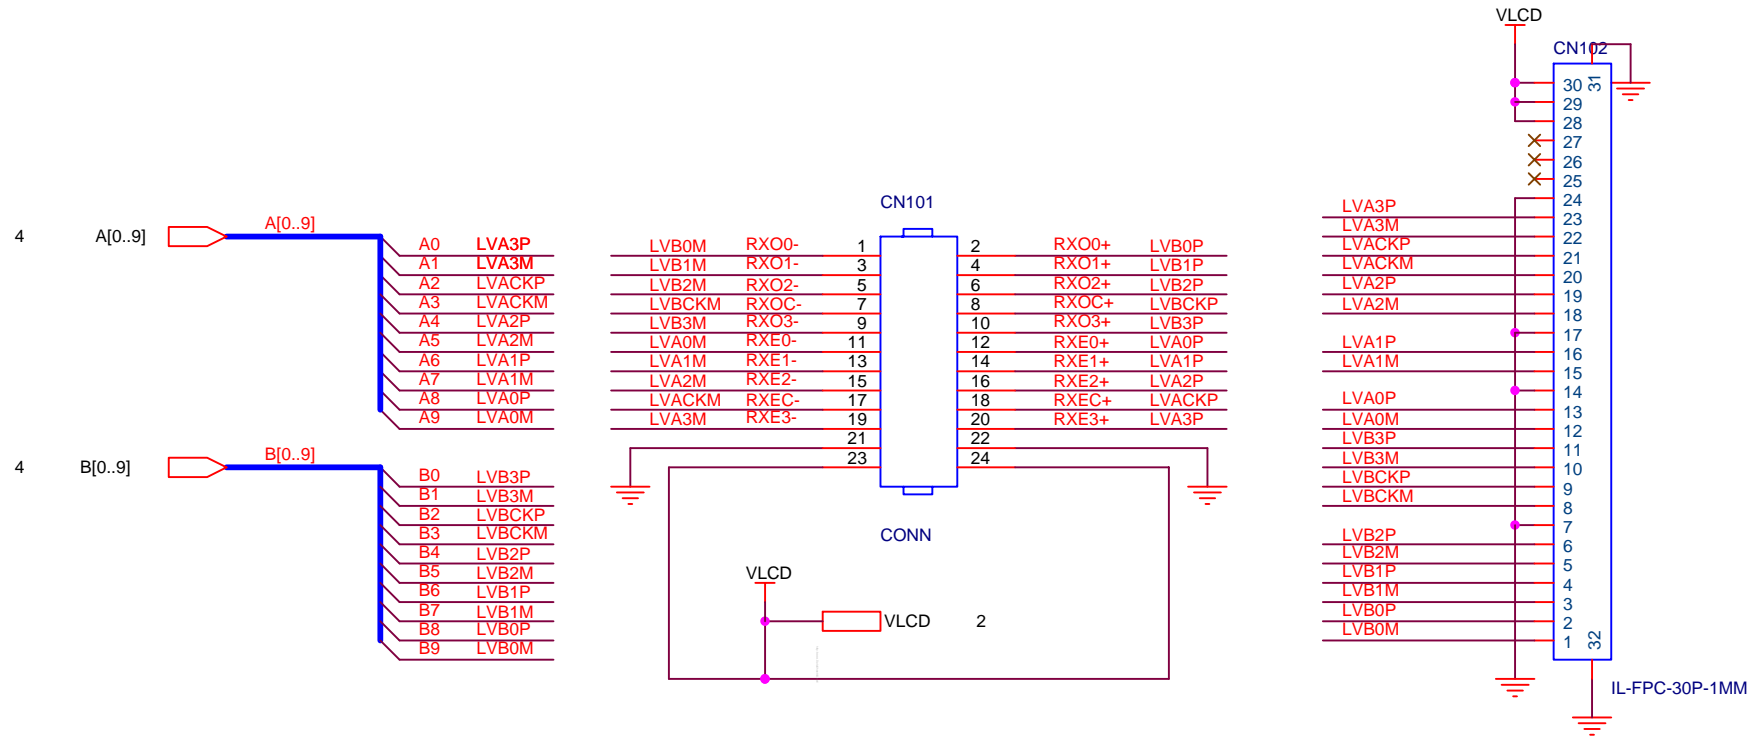 VLCD
CN102
30 31
29
28
27
26
25
24
LVA3P 23
LVA3M 22
LVACKP 21
LVACKM 20
LVA2P 19
LVA2M 18
17
LVA1P 16
LVA1M 15
14
LVA0P 13
LVA0M 12
LVB3P 11
LVB3M 10
LVBCKP 9
LVBCKM 8
7
LVB2P 6
LVB2M 5
LVB1P 4
LVB1M 3
LVB0P 2
LVB0M 1 32
IL-FPC-30P-1MM
4 A[0..9] A[0..9]
A0 LVA3P
A1 LVA3M
A2 LVACKP
A3 LVACKM
A4 LVA2P
A5 LVA2M
A6 LVA1P
A7 LVA1M
A8 LVA0P
A9 LVA0M
4 B[0..9] B[0..9]
B0 LVB3P
B1 LVB3M
B2 LVBCKP
B3 LVBCKM
B4 LVB2P
B5 LVB2M
B6 LVB1P
B7 LVB1M
B8 LVB0P
B9 LVB0M
CN101
LVB0M RXO0- 1 2 RXO0+ LVB0P
LVB1M RXO1- 3 4 RXO1+ LVB1P
LVB2M RXO2- 5 6 RXO2+ LVB2P
LVBCKM RXOC- 7 8 RXOC+ LVBCKP
LVB3M RXO3- 9 10 RXO3+ LVB3P
LVA0M RXE0- 11 12 RXE0+ LVA0P
LVA1M RXE1- 13 14 RXE1+ LVA1P
LVA2M RXE2- 15 16 RXE2+ LVA2P
LVACKM RXEC- 17 18 RXEC+ LVACKP
LVA3M RXE3- 19 20 RXE3+ LVA3P
21 22
23 24
CONN
VLCD
VLCD 2